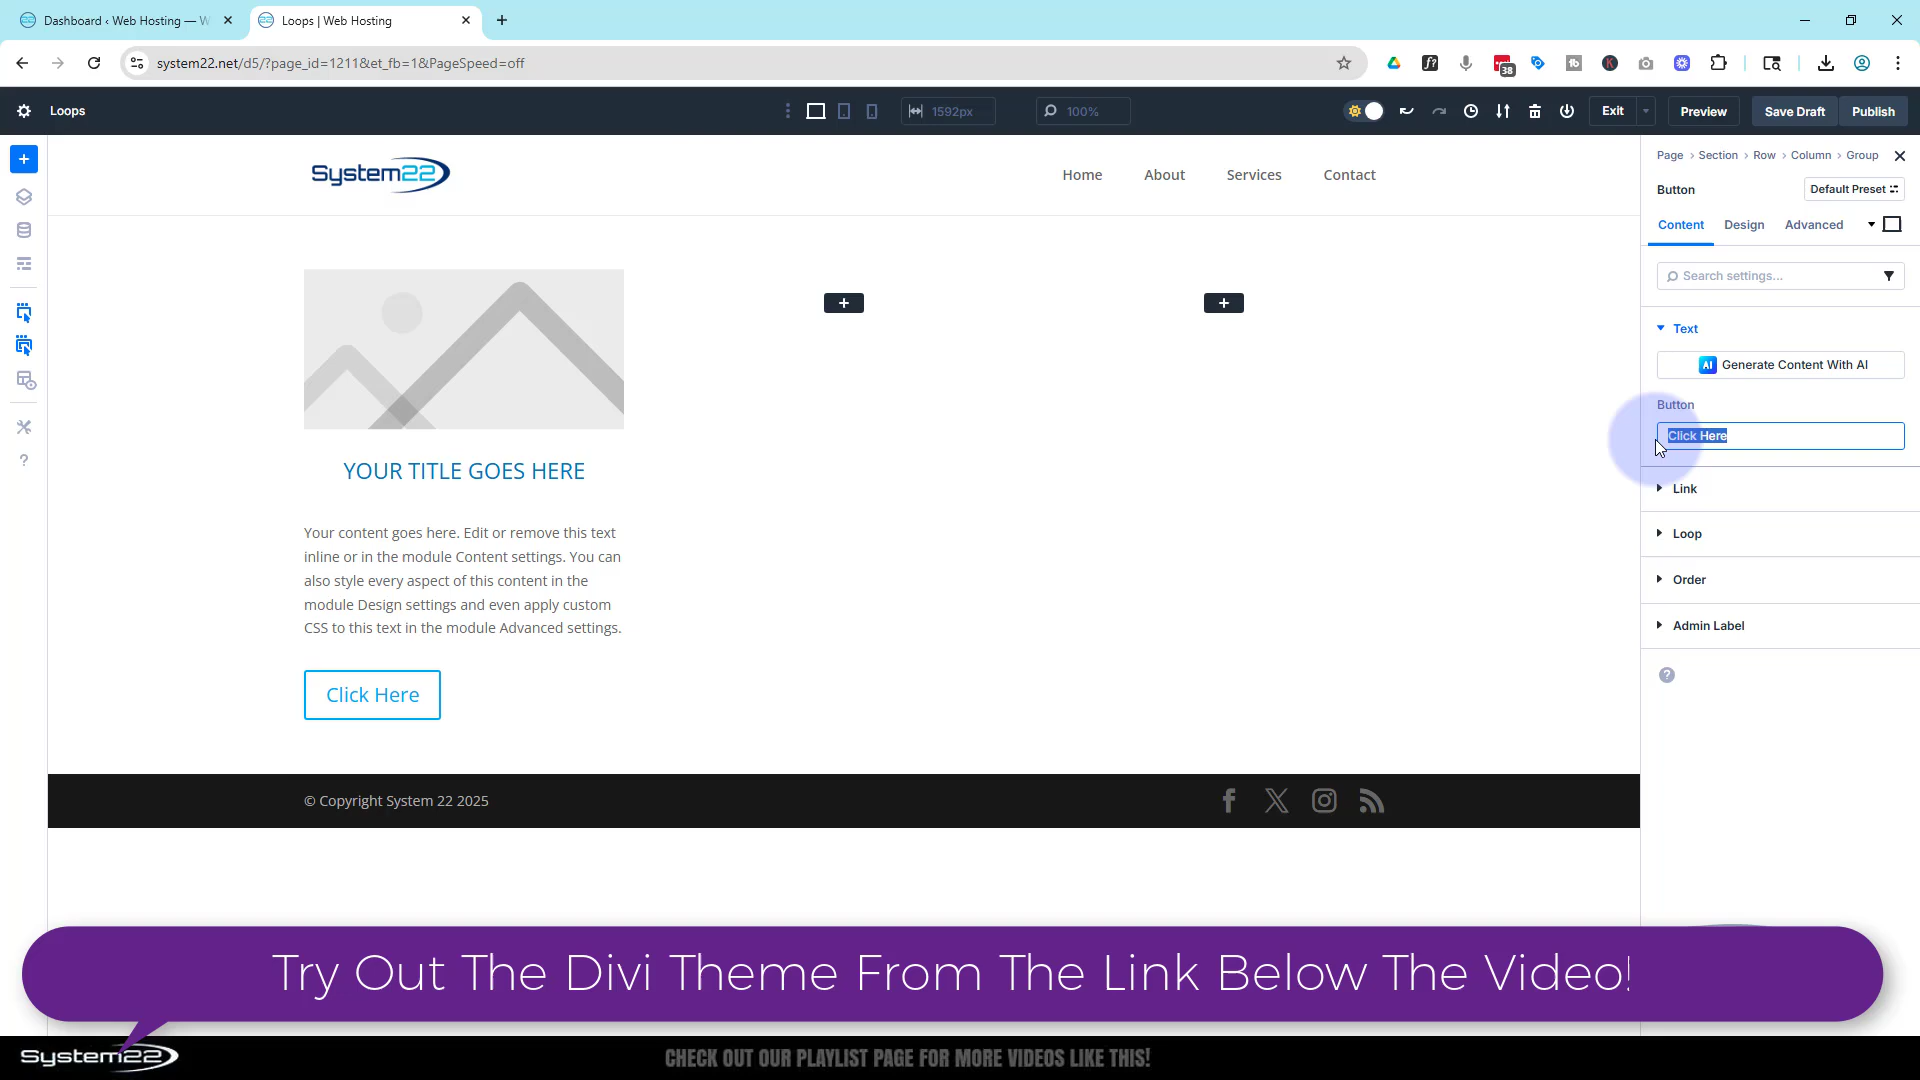 Dashboard ‹ Web Hosting — W
Loops | Web Hosting
system22.net/d5/?page_id=1211&et_fb=1&PageSpeed=off
38
Loops
1592px
100%
Exit
Preview
Save Draft
Publish
System22
Home
About
Services
Contact
Page › Section › Row › Column › Group
Button
Default Preset
Content
Design
Advanced
Search settings...
Text
AI Generate Content With AI
Button
Click Here
Link
Loop
Order
Admin Label
YOUR TITLE GOES HERE
Your content goes here. Edit or remove this text
inline or in the module Content settings. You can
also style every aspect of this content in the
module Design settings and even apply custom
CSS to this text in the module Advanced settings.
Click Here
© Copyright System 22 2025
Try Out The Divi Theme From The Link Below The Video!
System22
CHECK OUT OUR PLAYLIST PAGE FOR MORE VIDEOS LIKE THIS!